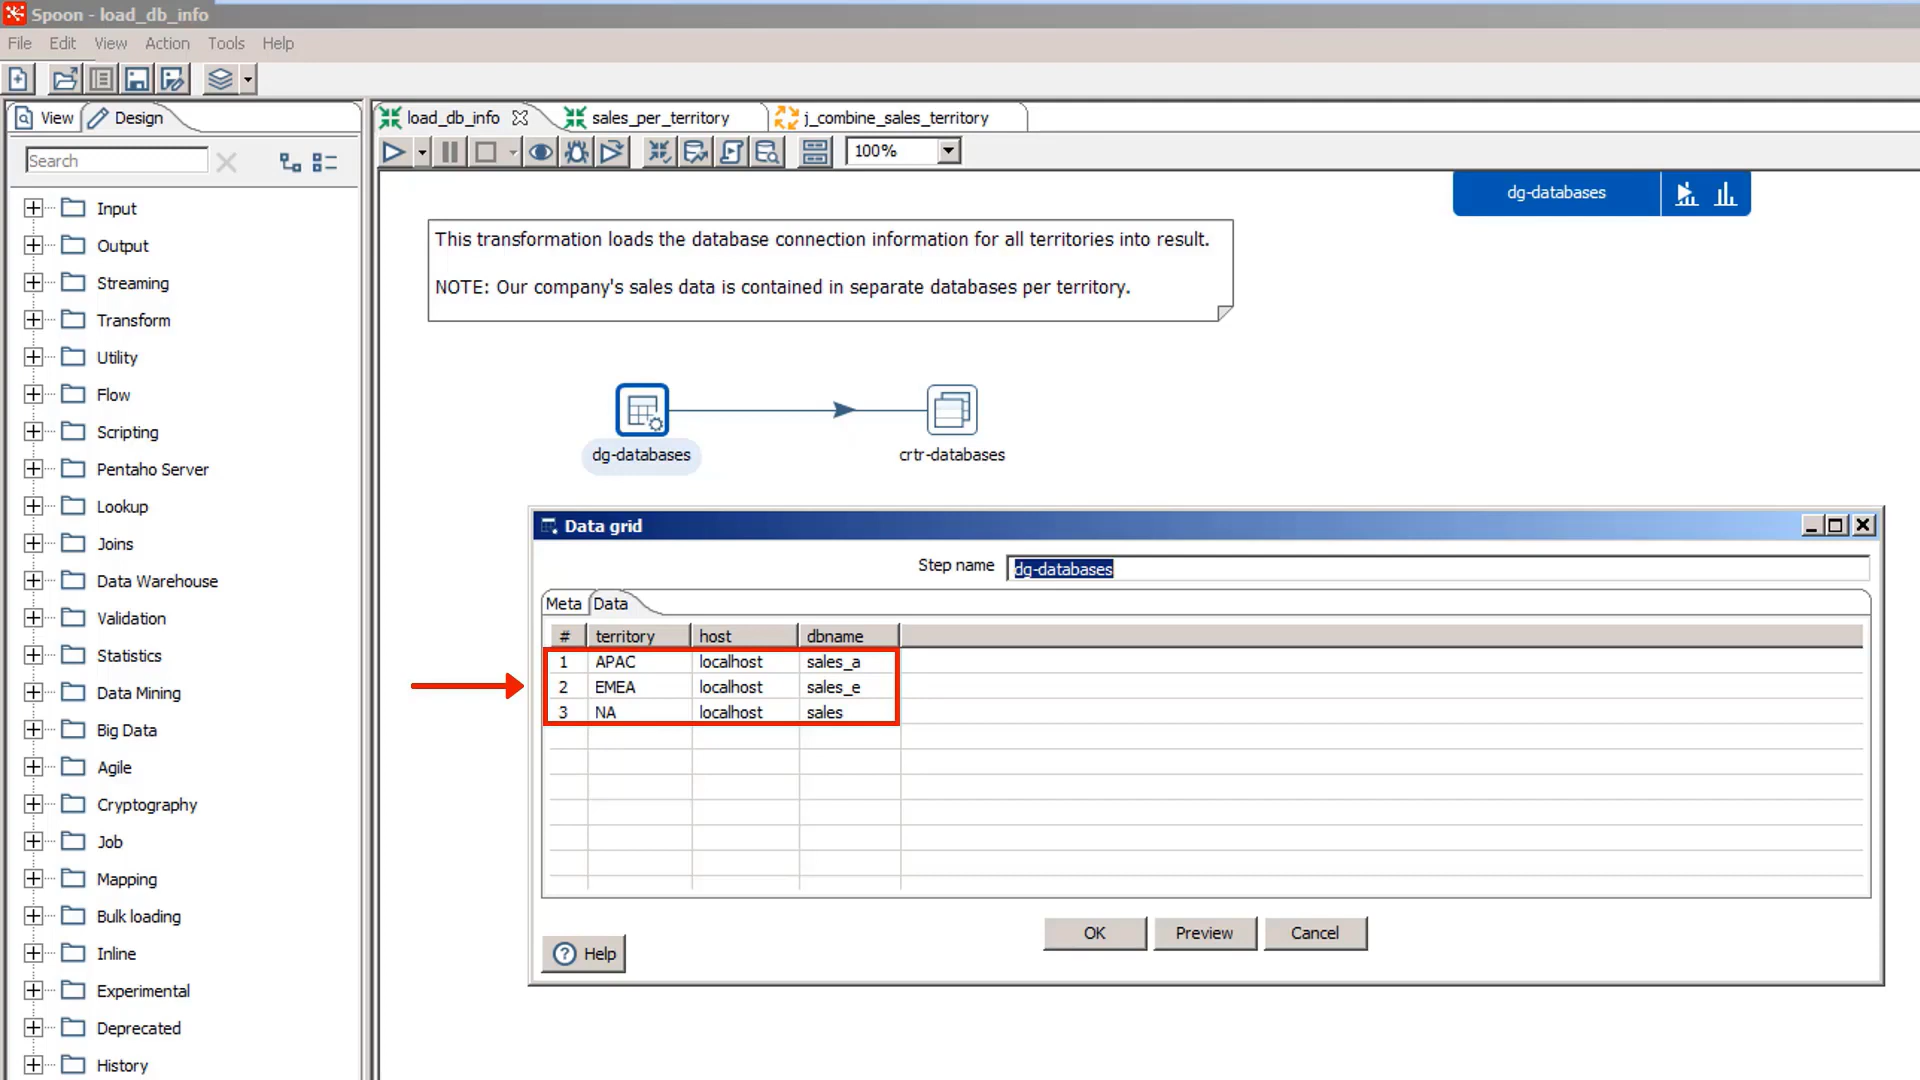 Spoon - load_db_info
File Edit View Action Tools Help
View Design
load_db_info sales_per_territory j_combine_sales_territory
Search
100%
dg-databases
This transformation loads the database connection information for all territories into result.
NOTE: Our company's sales data is contained in separate databases per territory.
dg-databases
crtr-databases
Input
Output
Streaming
Transform
Utility
Flow
Scripting
Pentaho Server
Lookup
Joins
Data Warehouse
Validation
Statistics
Data Mining
Big Data
Agile
Cryptography
Job
Mapping
Bulk loading
Inline
Experimental
Deprecated
History
Data grid
Step name dg-databases
Meta Data
# territory host dbname
1 APAC localhost sales_a
2 EMEA localhost sales_e
3 NA localhost sales
OK Preview Cancel
? Help